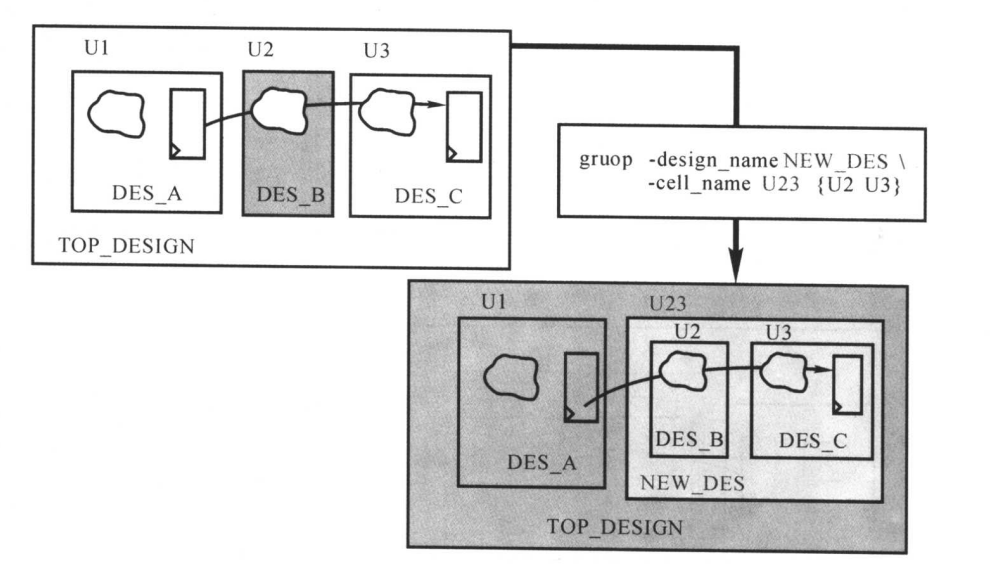 U1 U2 U3
DES_A DES_B DES_C
TOP_DESIGN
gruop -design_name NEW_DES \
-cell_name U23 {U2 U3}
U1 U23
U2 U3
DES_B DES_C
DES_A
NEW_DES
TOP_DESIGN